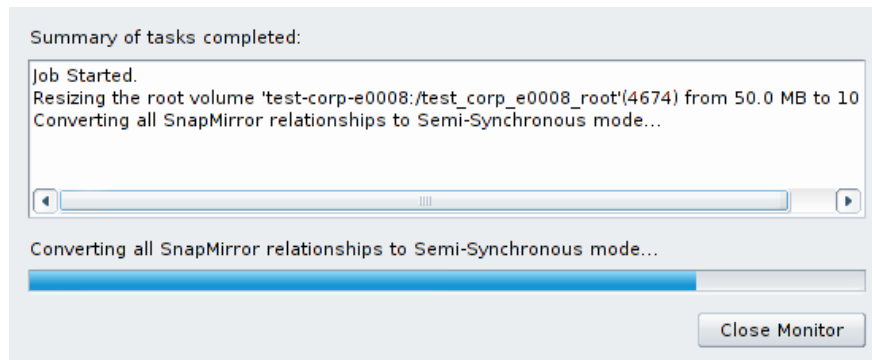 Summary of tasks completed:
Job Started.
Resizing the root volume 'test-corp-e0008:/test_corp_e0008_root'(4674) from 50.0 MB to 10
Converting all SnapMirror relationships to Semi-Synchronous mode...
Converting all SnapMirror relationships to Semi-Synchronous mode...
Close Monitor